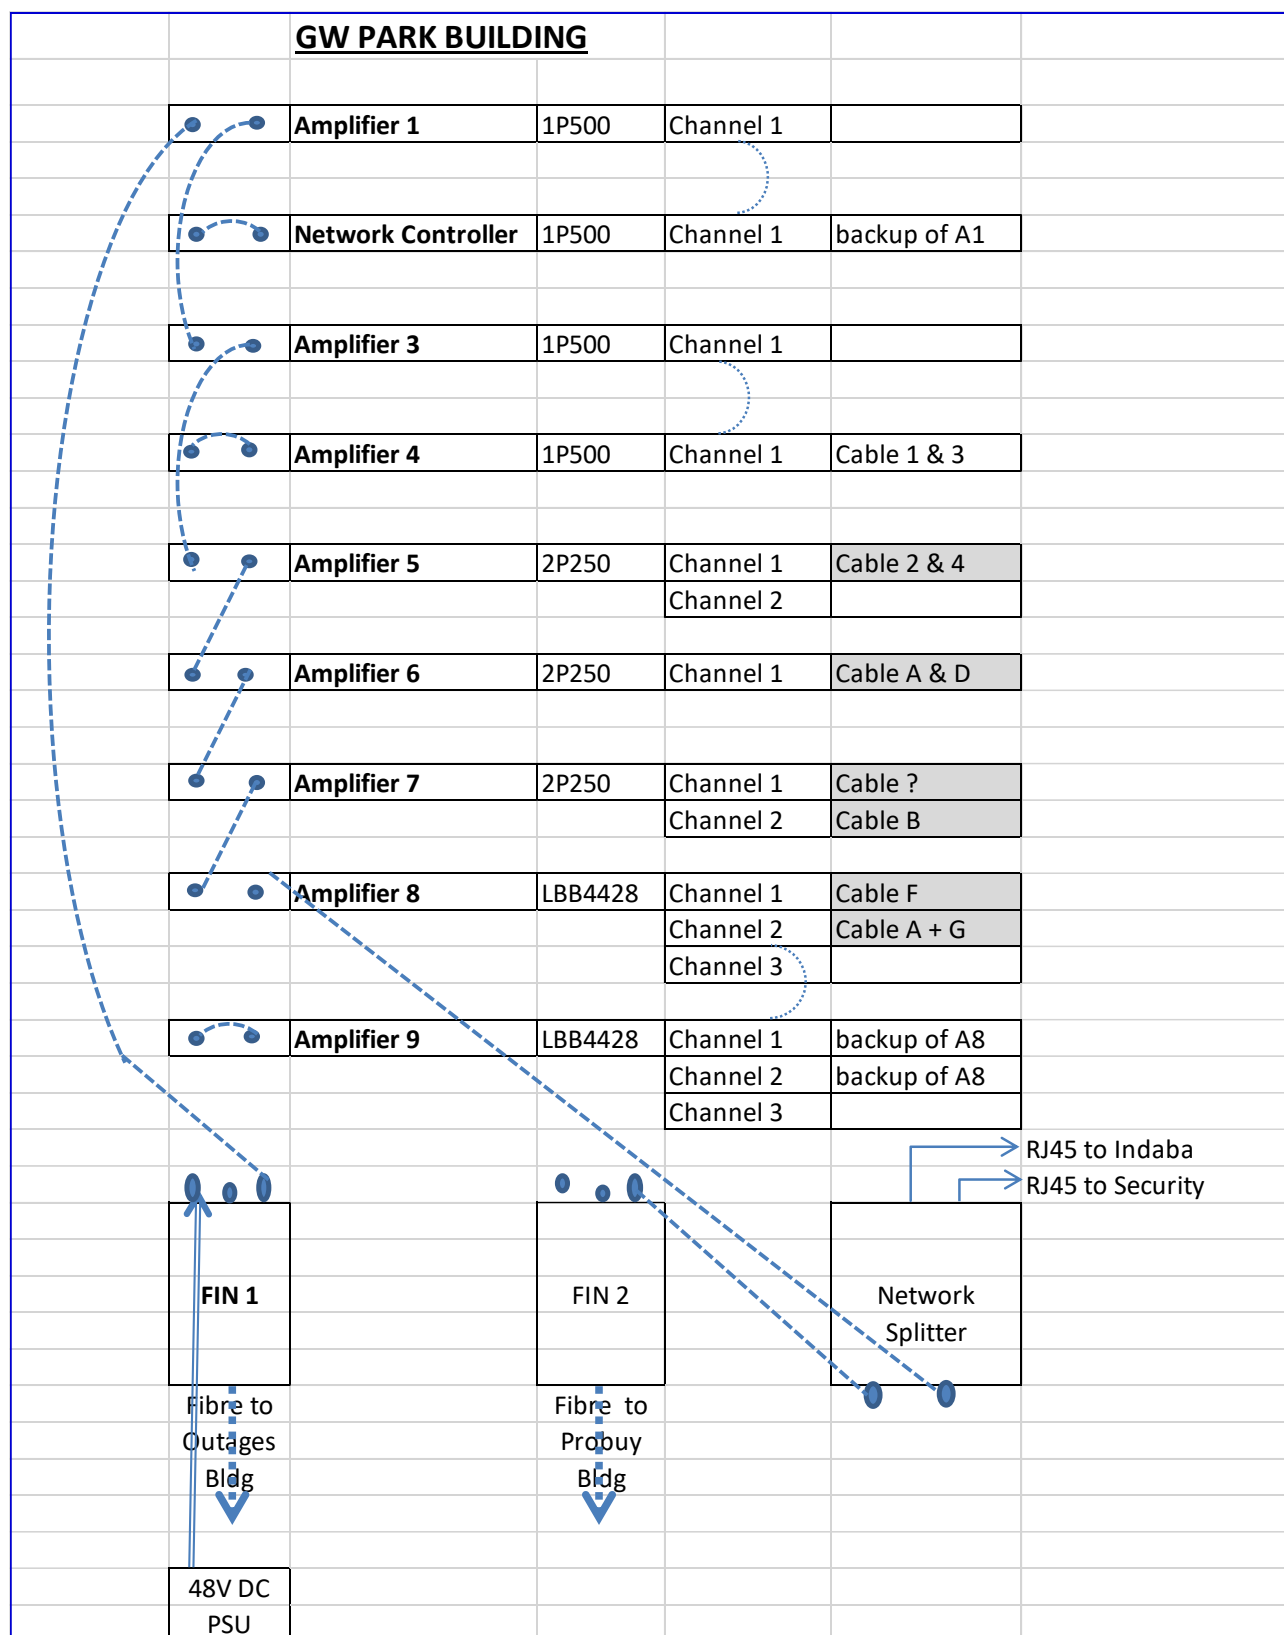 GW PARK BUILDING
Amplifier 1 1P500 Channel 1
Network Controller 1P500 Channel 1 backup of A1
Amplifier 3 1P500 Channel 1
Amplifier 4 1P500 Channel 1 Cable 1 & 3
Amplifier 5 2P250 Channel 1 Cable 2 & 4
Channel 2
Amplifier 6 2P250 Channel 1 Cable A & D
Amplifier 7 2P250 Channel 1 Cable ?
Channel 2 Cable B
Amplifier 8 LBB4428 Channel 1 Cable F
Channel 2 Cable A + G
Channel 3
Amplifier 9 LBB4428 Channel 1 backup of A8
Channel 2 backup of A8
Channel 3
RJ45 to Indaba
RJ45 to Security
FIN 1 FIN 2 Network
Splitter
Fibre to Fibre to
Outages Probuy
Bldg Bldg
48V DC
PSU